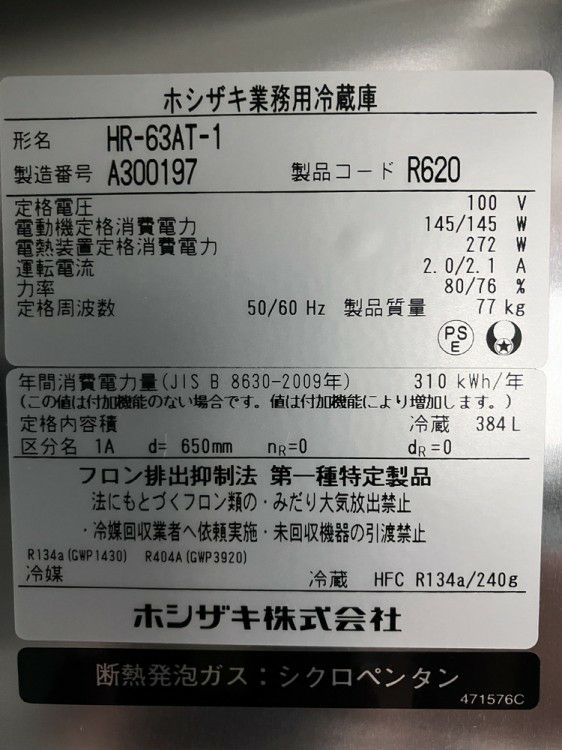 ホシザキ業務用冷蔵庫
形名 HR-63AT-1
製造番号 A300197 製品コード R620
定格電圧 100 V
電動機定格消費電力 145/145 W
電熱装置定格消費電力 272 W
運転電流 2.0/2.1 A
力率 80/76 %
定格周波数 50/60 Hz 製品質量 77 kg
PS
E
年間消費電力量(JIS B 8630-2009年) 310 kWh/年
(この値は付加機能のない場合です。値は付加機能により増加します。)
定格内容積 冷蔵 384 L
区分名 1A d= 650mm nR=0 dR=0
フロン排出抑制法 第一種特定製品
法にもとづくフロン類の・みだり大気放出禁止
・冷媒回収業者へ依頼実施・未回収機器の引渡禁止
R134a(GWP1430) R404A(GWP3920)
冷媒 冷蔵 HFC R134a/240g
ホシザキ株式会社
断熱発泡ガス：シクロペンタン
471576C